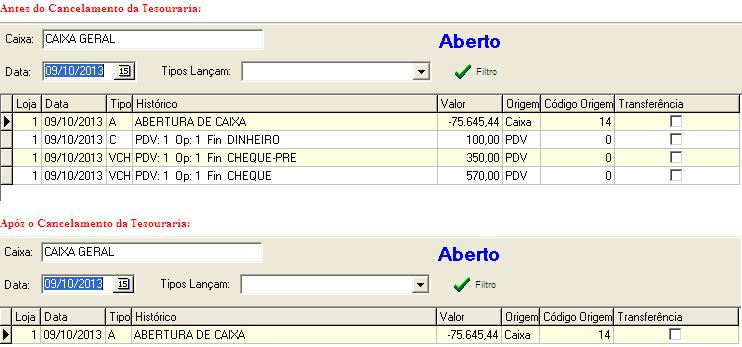 Antes do Cancelamento da Tesouraria:
Caixa: CAIXA GERAL Aberto
Data: 09/10/2013 15 Tipos Lançam: Filtro
Loja Data Tipo Histórico Valor Origem Código Origem Transferência
1 09/10/2013 A ABERTURA DE CAIXA -75.645,44 Caixa 14
1 09/10/2013 C PDV: 1 Op: 1 Fin DINHEIRO 100,00 PDV 0
1 09/10/2013 VCH PDV: 1 Op: 1 Fin CHEQUE-PRE 350,00 PDV 0
1 09/10/2013 VCH PDV: 1 Op: 1 Fin CHEQUE 570,00 PDV 0
Após o Cancelamento da Tesouraria:
Caixa: CAIXA GERAL Aberto
Data: 09/10/2013 15 Tipos Lançam: Filtro
Loja Data Tipo Histórico Valor Origem Código Origem Transferência
1 09/10/2013 A ABERTURA DE CAIXA -75.645,44 Caixa 14